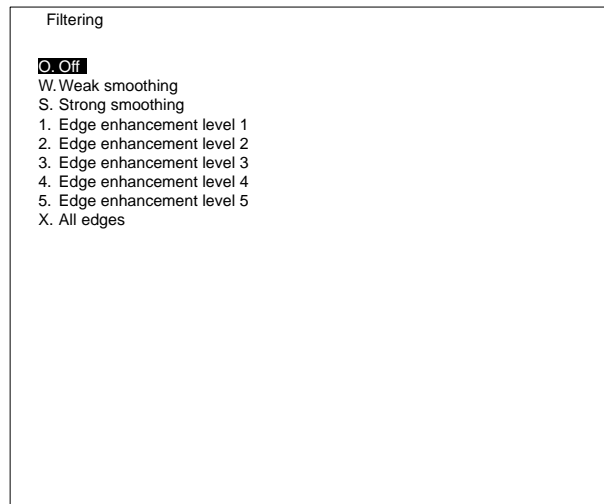 Filtering
O. Off
W. Weak smoothing
S. Strong smoothing
1. Edge enhancement level 1
2. Edge enhancement level 2
3. Edge enhancement level 3
4. Edge enhancement level 4
5. Edge enhancement level 5
X. All edges